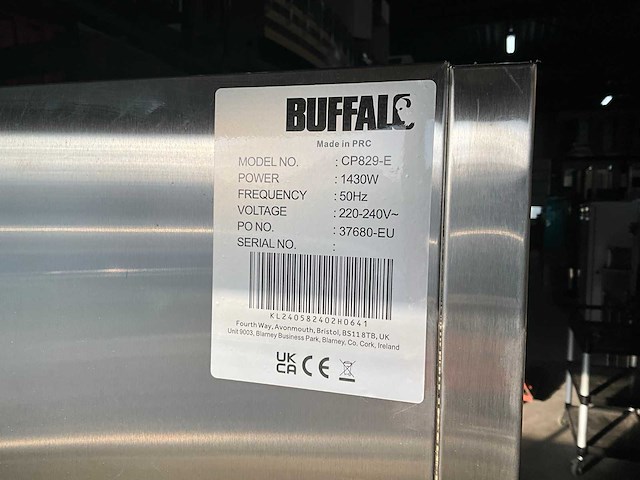 BUFFALO
Made in PRC
MODEL NO. : CP829-E
POWER : 1430W
FREQUENCY : 50Hz
VOLTAGE : 220-240V~
PO NO. : 37680-EU
SERIAL NO. :
KL240582402H0641
Fourth Way, Avonmouth, Bristol, BS11 8TB, UK
Unit 9003, Blarney Business Park, Blarney, Co. Cork, Ireland
UK CA CE